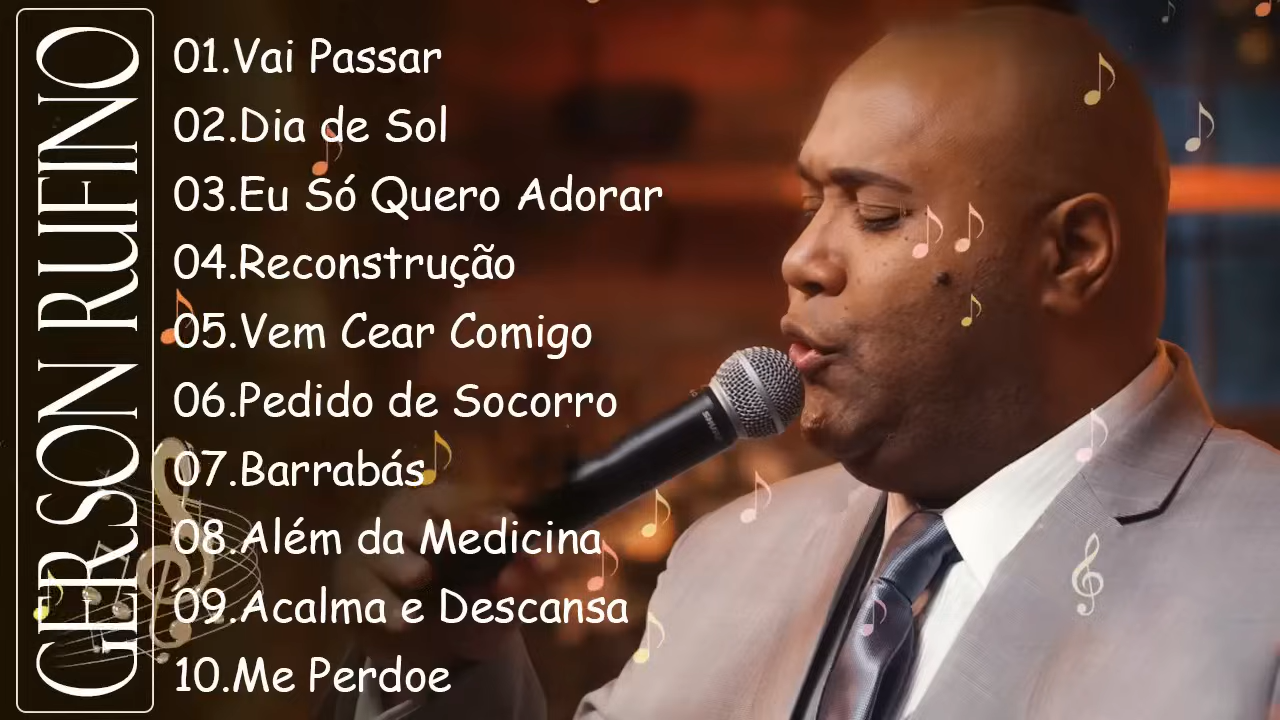 GERSON RUFINO
01.Vai Passar
02.Dia de Sol
03.Eu Só Quero Adorar
04.Reconstrução
05.Vem Cear Comigo
06.Pedido de Socorro
07.Barrabás
08.Além da Medicina
09.Acalma e Descansa
10.Me Perdoe